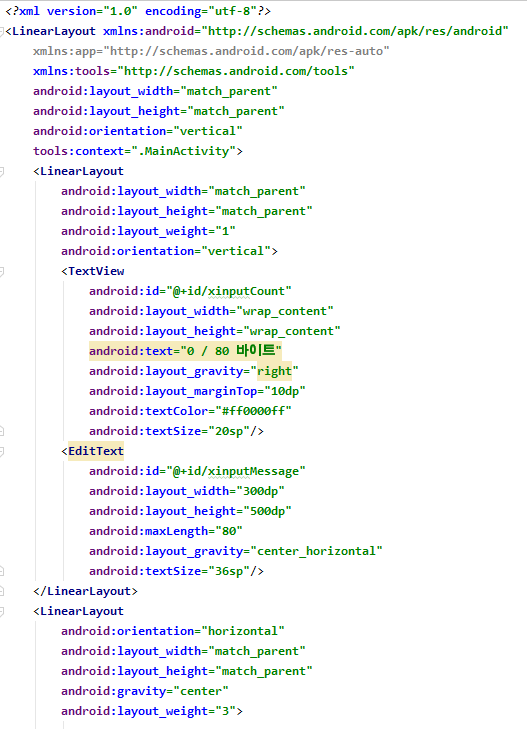 <?xml version="1.0" encoding="utf-8"?>
<LinearLayout xmlns:android="http://schemas.android.com/apk/res/android"
xmlns:app="http://schemas.android.com/apk/res-auto"
xmlns:tools="http://schemas.android.com/tools"
android:layout_width="match_parent"
android:layout_height="match_parent"
android:orientation="vertical"
tools:context=".MainActivity">
<LinearLayout
android:layout_width="match_parent"
android:layout_height="match_parent"
android:layout_weight="1"
android:orientation="vertical">
<TextView
android:id="@+id/xinputCount"
android:layout_width="wrap_content"
android:layout_height="wrap_content"
android:text="0 / 80 바이트"
android:layout_gravity="right"
android:layout_marginTop="10dp"
android:textColor="#ff0000ff"
android:textSize="20sp"/>
<EditText
android:id="@+id/xinputMessage"
android:layout_width="300dp"
android:layout_height="500dp"
android:maxLength="80"
android:layout_gravity="center_horizontal"
android:textSize="36sp"/>
</LinearLayout>
<LinearLayout
android:orientation="horizontal"
android:layout_width="match_parent"
android:layout_height="match_parent"
android:gravity="center"
android:layout_weight="3">